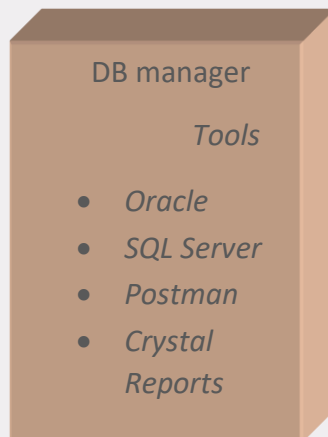 DB manager
Tools
• Oracle
• SQL Server
• Postman
• Crystal
Reports